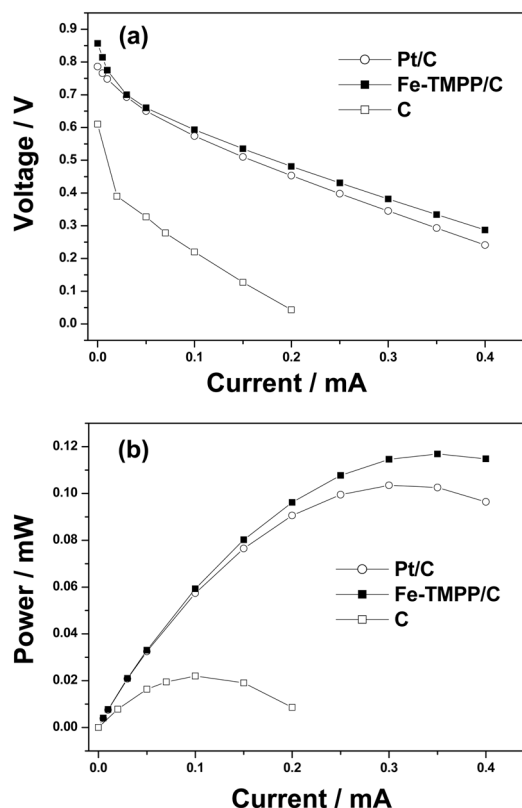 (a)
Pt/C
Fe-TMPP/C
C
Voltage / V
0.9
0.8
0.7
0.6
0.5
0.4
0.3
0.2
0.1
0.0
0.0 0.1 0.2 0.3 0.4
Current / mA
(b)
Pt/C
Fe-TMPP/C
C
Power / mW
0.12
0.10
0.08
0.06
0.04
0.02
0.00
0.0 0.1 0.2 0.3 0.4
Current / mA